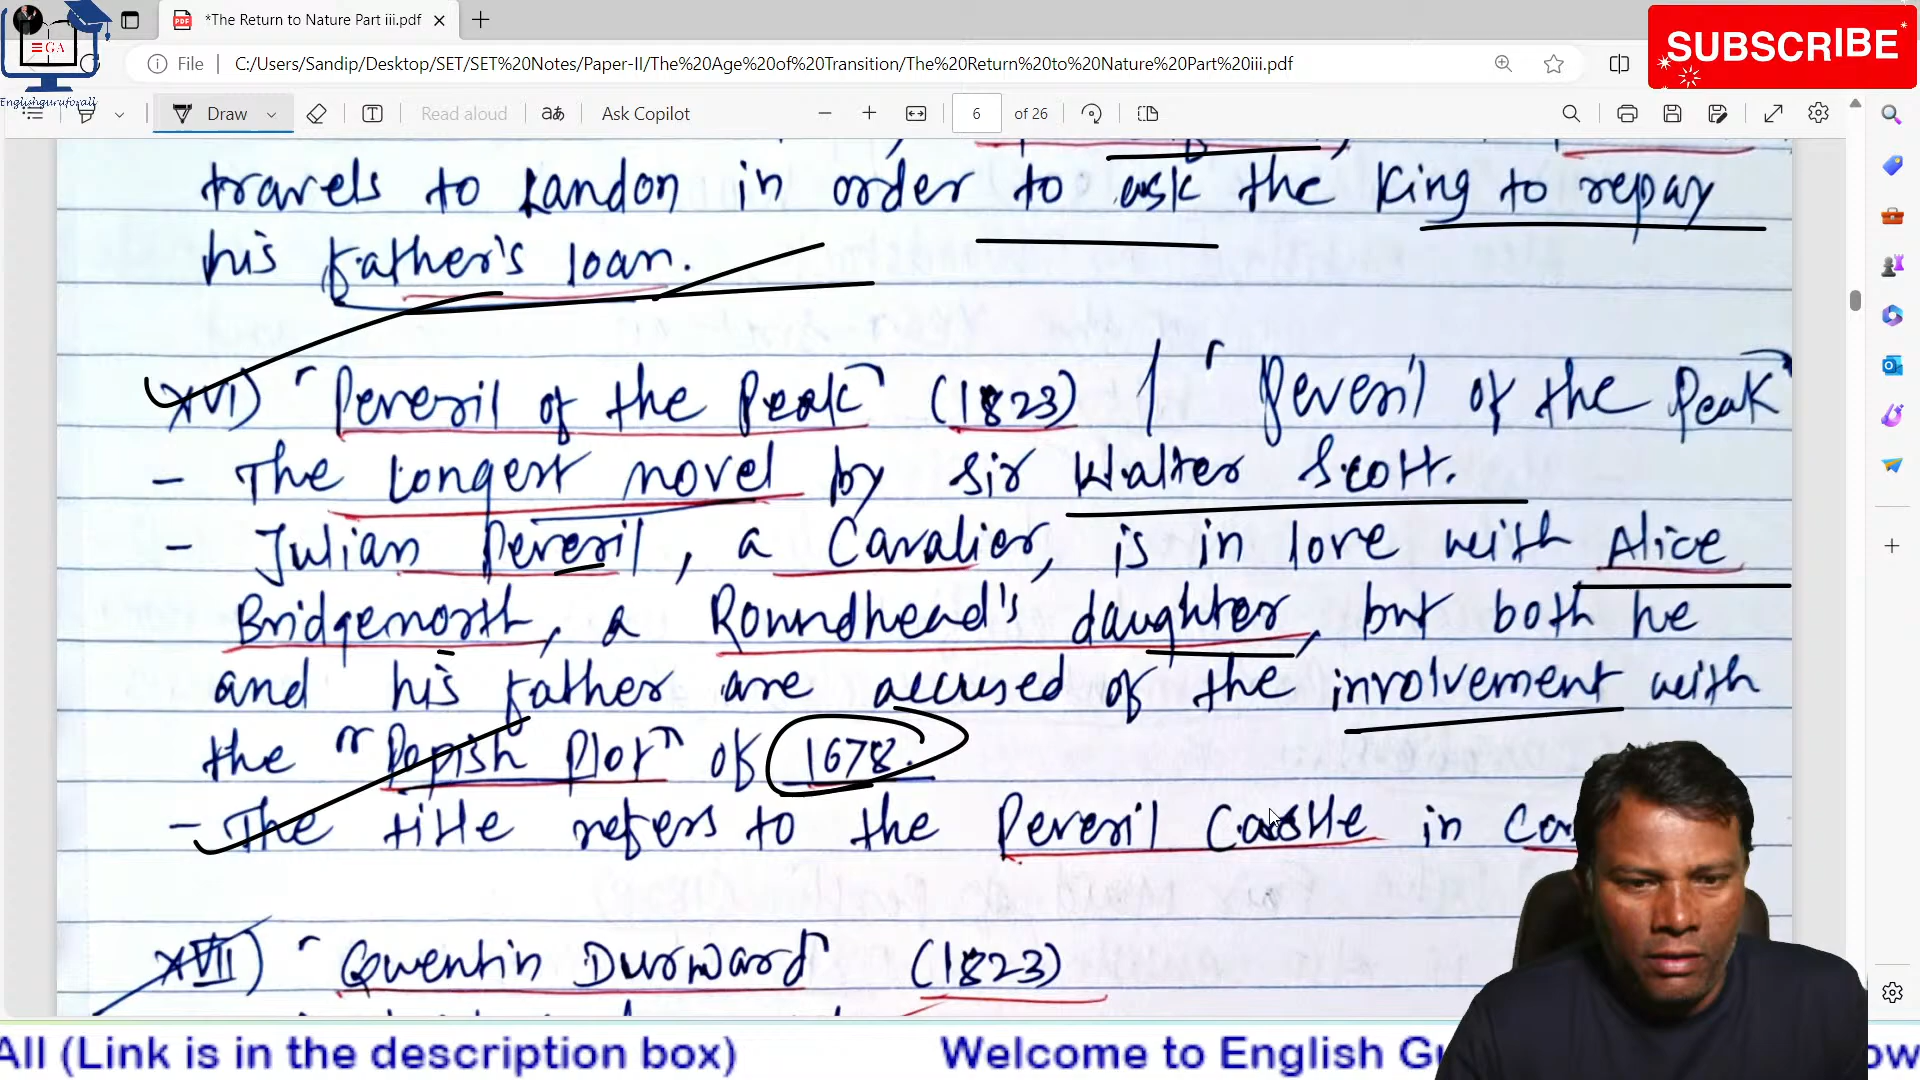 *The Return to Nature Part iii.pdf
SUBSCRIBE
GA
Englishguruforall
File C:/Users/Sandip/Desktop/SET/SET%20Notes/Paper-II/The%20Age%20of%20Transition/The%20Return%20to%20Nature%20Part%20iii.pdf
Draw Read aloud Ask Copilot 6 of 26
travels to London in order to ask the King to repay
his father's loan.
XVI) "Peveril of the Peak" (1823) / "Peveril of the Peak"
- The longest novel by Sir Walter Scott.
- Julian Peveril, a Cavalier, is in love with Alice
Bridgenorth, a Roundhead's daughter, but both he
and his father are accused of the involvement with
the "Popish Plot" of 1678.
- The title refers to the Peveril Castle in
XVII) "Quentin Durward" (1823)
All (Link is in the description box) Welcome to English